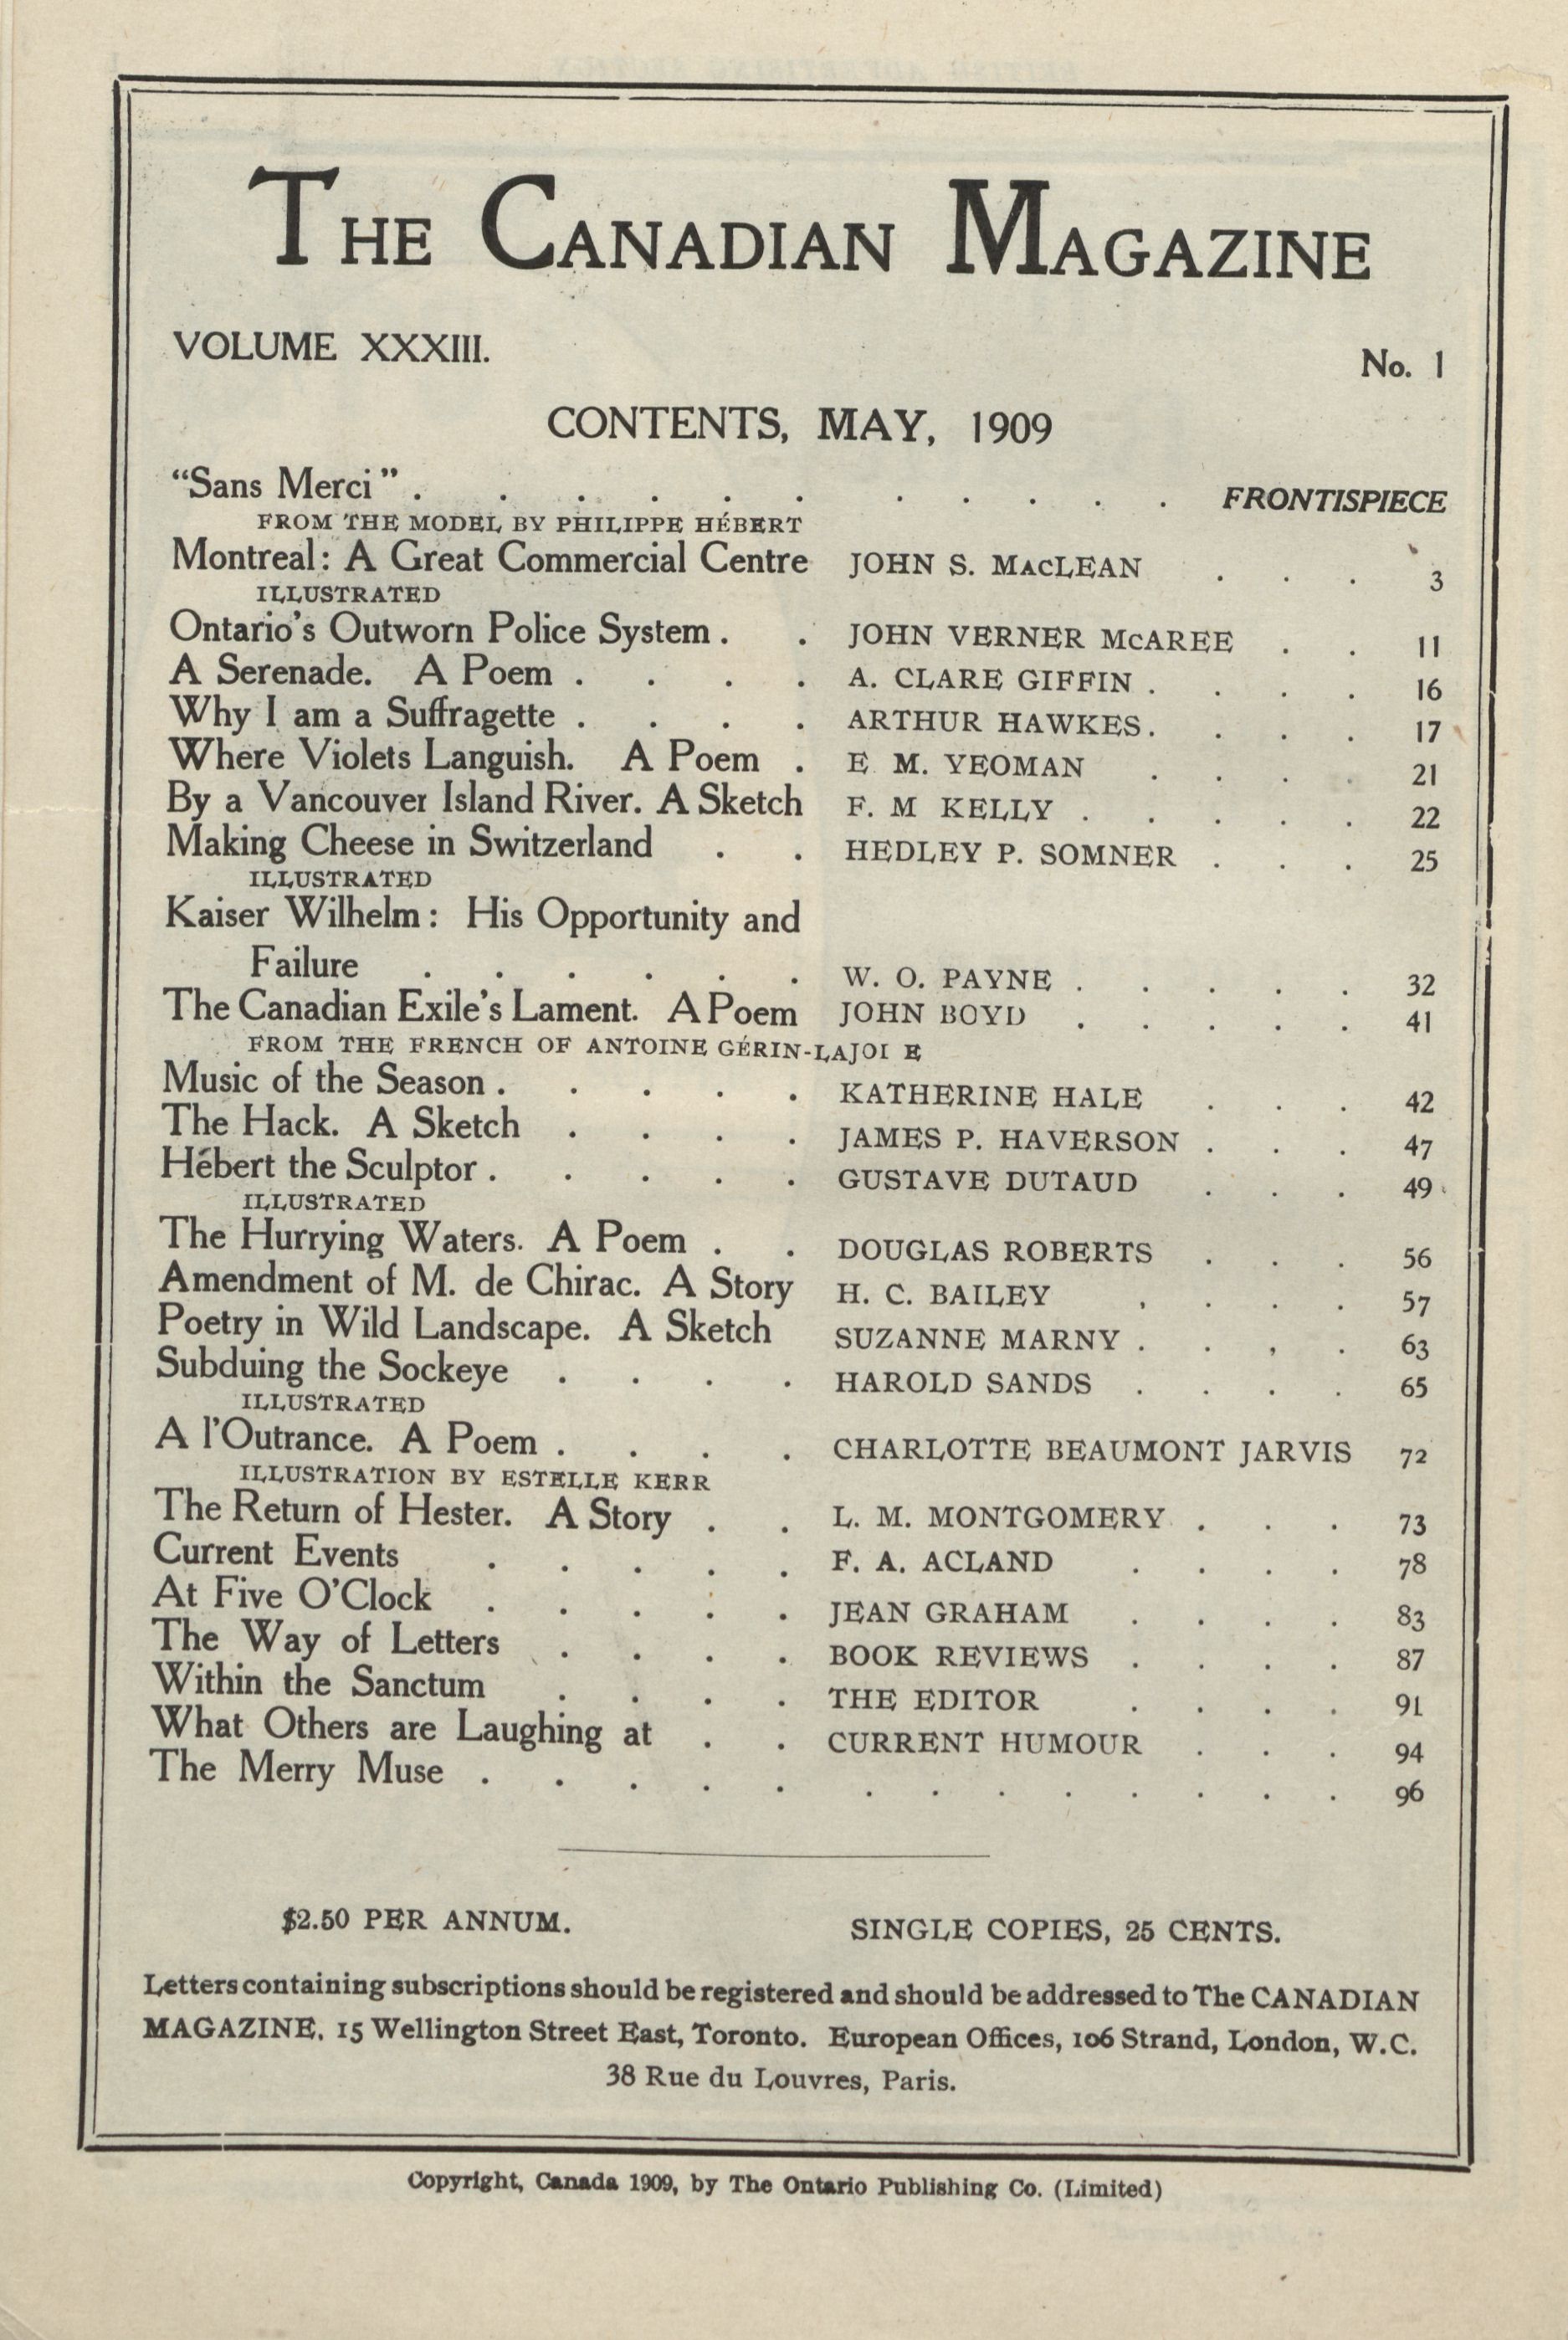 THE CANADIAN MAGAZINE
VOLUME XXXIII. No. 1
CONTENTS, MAY, 1909
“Sans Merci” . . . . . . . . . . . FRONTISPIECE
FROM THE MODEL BY PHILIPPE HÉBERT
Montreal: A Great Commercial Centre JOHN S. MACLEAN . . . 3
ILLUSTRATED
Ontario's Outworn Police System . . JOHN VERNER MCAREE . . 11
A Serenade. A Poem . . . . A. CLARE GIFFIN . . . . 16
Why I am a Suffragette . . . . ARTHUR HAWKES . . . . 17
Where Violets Languish. A Poem . E M. YEOMAN . . . . 21
By a Vancouver Island River. A Sketch F. M KELLY . . . . . 22
Making Cheese in Switzerland . . HEDLEY P. SOMNER . . . 25
ILLUSTRATED
Kaiser Wilhelm: His Opportunity and
Failure . . . . . . W. O. PAYNE . . . . . 32
The Canadian Exile's Lament. A Poem JOHN BOYD . . . . . 41
FROM THE FRENCH OF ANTOINE GÉRIN-LAJOI E
Music of the Season . . . . . KATHERINE HALE . . . 42
The Hack. A Sketch . . . . JAMES P. HAVERSON . . . 47
Hébert the Sculptor . . . . . GUSTAVE DUTAUD . . . 49
ILLUSTRATED
The Hurrying Waters. A Poem . . DOUGLAS ROBERTS . . . 56
Amendment of M. de Chirac. A Story H. C. BAILEY , . . . 57
Poetry in Wild Landscape. A Sketch SUZANNE MARNY . . , . 63
Subduing the Sockeye . . . . HAROLD SANDS . . . . 65
ILLUSTRATED
A l'Outrance. A Poem . . . . CHARLOTTE BEAUMONT JARVIS 72
ILLUSTRATION BY ESTELLE KERR
The Return of Hester. A Story . . L. M. MONTGOMERY . . . 73
Current Events . . . . . F. A. ACLAND . . . . 78
At Five O'Clock . . . . . JEAN GRAHAM . . . . 83
The Way of Letters . . . . BOOK REVIEWS . . . . 87
Within the Sanctum . . . . THE EDITOR . . . . 91
What Others are Laughing at . . CURRENT HUMOUR . . . 94
The Merry Muse . . . . . . . . . . . . . 96
$2.50 PER ANNUM. SINGLE COPIES, 25 CENTS.
Letters containing subscriptions should be registered and should be addressed to The CANADIAN
MAGAZINE, 15 Wellington Street East, Toronto. European Offices, 106 Strand, London, W.C.
38 Rue du Louvres, Paris.
Copyright, Canada 1909, by The Ontario Publishing Co. (Limited)